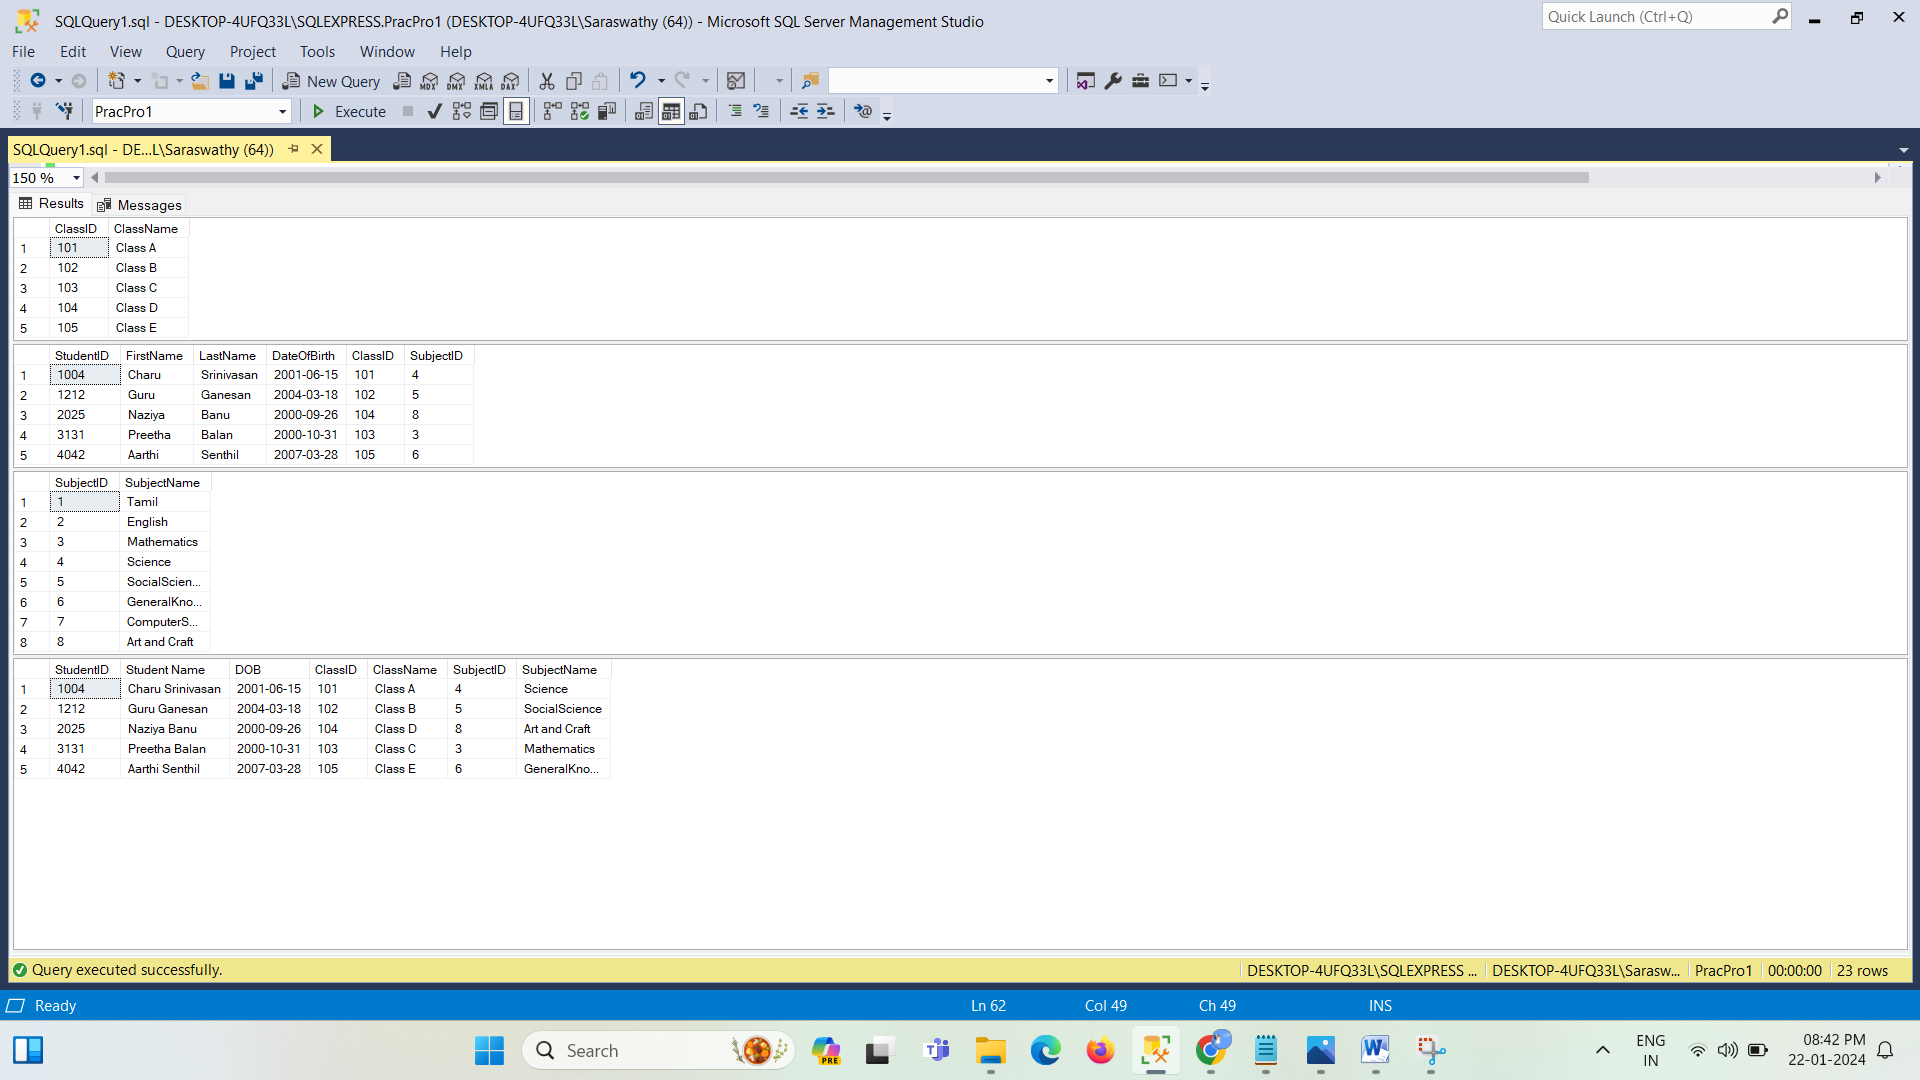 SQLQuery1.sql - DESKTOP-4UFQ33L\SQLEXPRESS.PracPro1 (DESKTOP-4UFQ33L\Saraswathy (64)) - Microsoft SQL Server Management Studio
Quick Launch (Ctrl+Q)
File Edit View Query Project Tools Window Help
New Query MDX DMX XMLA DAX
PracPro1 Execute
SQLQuery1.sql - DE...L\Saraswathy (64))
150 %
Results Messages
ClassID ClassName
1 101 Class A
2 102 Class B
3 103 Class C
4 104 Class D
5 105 Class E
StudentID FirstName LastName DateOfBirth ClassID SubjectID
1 1004 Charu Srinivasan 2001-06-15 101 4
2 1212 Guru Ganesan 2004-03-18 102 5
3 2025 Naziya Banu 2000-09-26 104 8
4 3131 Preetha Balan 2000-10-31 103 3
5 4042 Aarthi Senthil 2007-03-28 105 6
SubjectID SubjectName
1 1 Tamil
2 2 English
3 3 Mathematics
4 4 Science
5 5 SocialScien...
6 6 GeneralKno...
7 7 ComputerS...
8 8 Art and Craft
StudentID Student Name DOB ClassID ClassName SubjectID SubjectName
1 1004 Charu Srinivasan 2001-06-15 101 Class A 4 Science
2 1212 Guru Ganesan 2004-03-18 102 Class B 5 SocialScience
3 2025 Naziya Banu 2000-09-26 104 Class D 8 Art and Craft
4 3131 Preetha Balan 2000-10-31 103 Class C 3 Mathematics
5 4042 Aarthi Senthil 2007-03-28 105 Class E 6 GeneralKno...
Query executed successfully. DESKTOP-4UFQ33L\SQLEXPRESS ... DESKTOP-4UFQ33L\Sarasw... PracPro1 00:00:00 23 rows
Ready Ln 62 Col 49 Ch 49 INS
Search PRE
ENG
IN
08:42 PM
22-01-2024